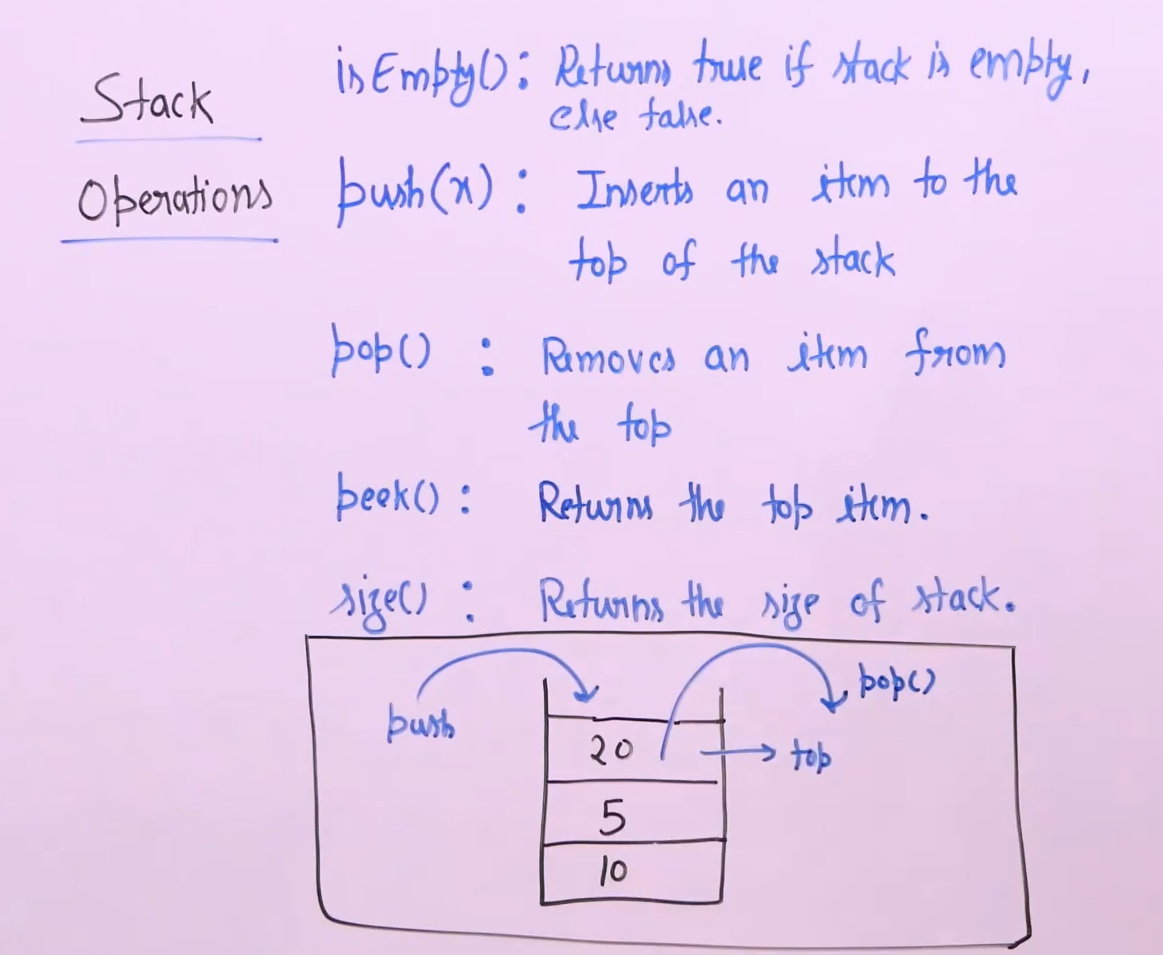 Stack
Operations
isEmpty(): Returns true if stack is empty,
else false.
push(x): Inserts an item to the
top of the stack
pop() : Removes an item from
the top
peek(): Returns the top item.
size() : Returns the size of stack.
push
pop()
20
top
5
10